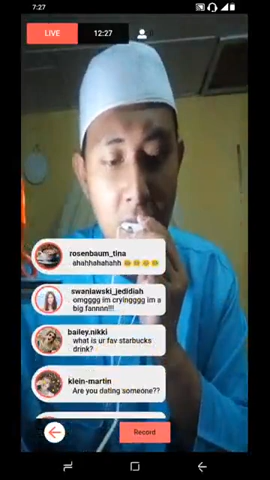 7:27
LIVE
12:27
rosenbaum_tina
ahahhahahahh
swaniawski_jedidiah
omgggg im cryingggg im a
big fannnn!!!
bailey.nikki
what is ur fav starbucks
drink?
klein-martin
Are you dating someone??
Record